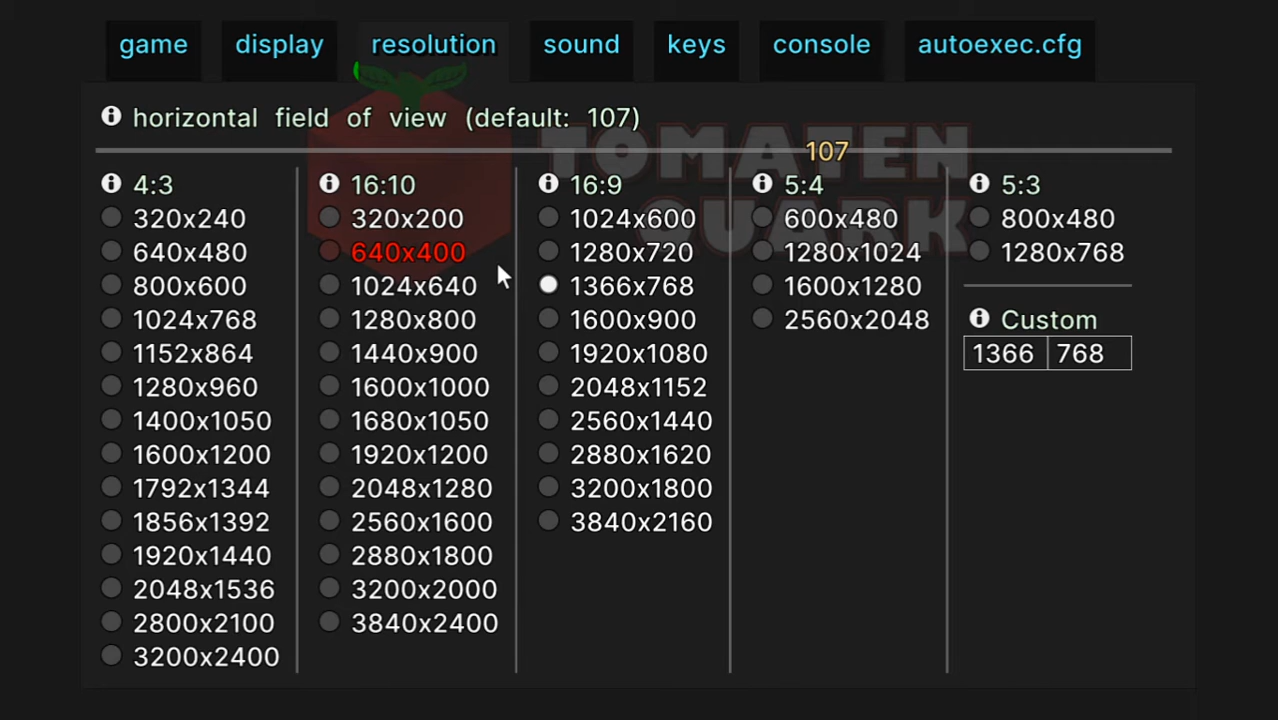 game display resolution sound keys console autoexec.cfg
horizontal field of view (default: 107)
107
TOMATEN
QUARK
4:3
320x240
640x480
800x600
1024x768
1152x864
1280x960
1400x1050
1600x1200
1792x1344
1856x1392
1920x1440
2048x1536
2800x2100
3200x2400
16:10
320x200
640x400
1024x640
1280x800
1440x900
1600x1000
1680x1050
1920x1200
2048x1280
2560x1600
2880x1800
3200x2000
3840x2400
16:9
1024x600
1280x720
1366x768
1600x900
1920x1080
2048x1152
2560x1440
2880x1620
3200x1800
3840x2160
5:4
600x480
1280x1024
1600x1280
2560x2048
5:3
800x480
1280x768
Custom
1366 768